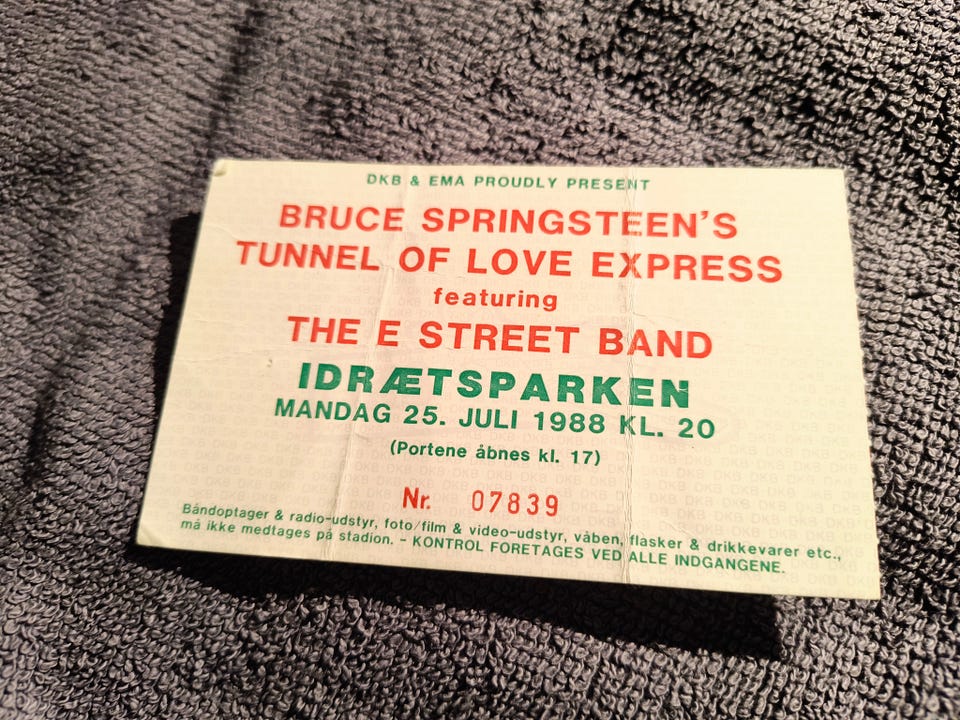 DKB & EMA PROUDLY PRESENT
BRUCE SPRINGSTEEN'S
TUNNEL OF LOVE EXPRESS
featuring
THE E STREET BAND
IDRÆTSPARKEN
MANDAG 25. JULI 1988 KL. 20
(Portene åbnes kl. 17)
Nr. 07839
Båndoptager & radio-udstyr, foto/film & video-udstyr, våben, flasker & drikkevarer etc.,
må ikke medtages på stadion. - KONTROL FORETAGES VED ALLE INDGANGENE.